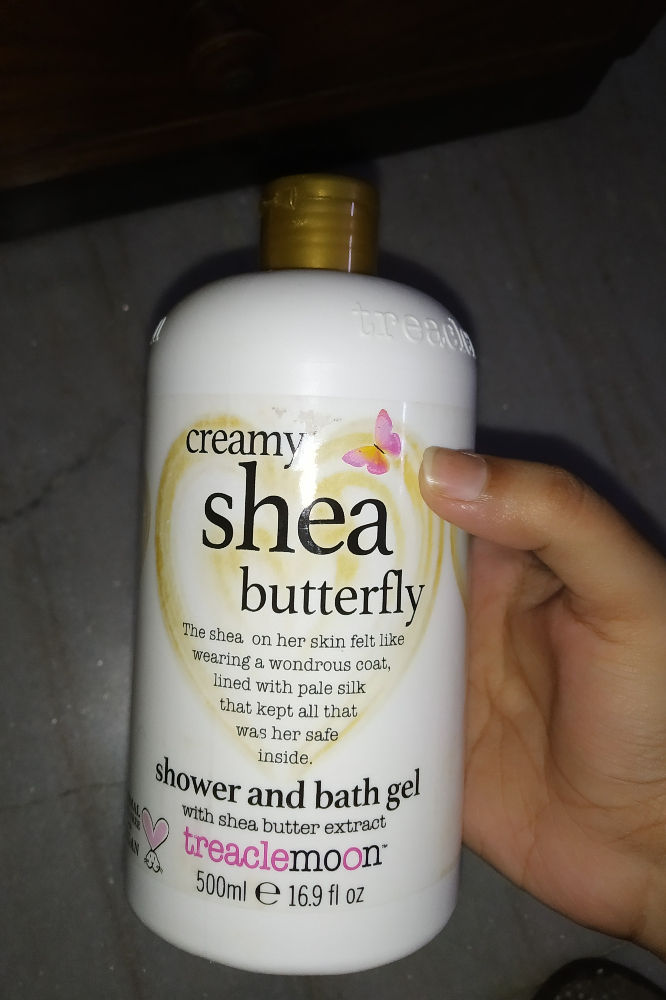 treacle
creamy
shea
butterfly
The shea on her skin felt like
wearing a wondrous coat,
lined with pale silk
that kept all that
was her safe
inside.
shower and bath gel
with shea butter extract
treaclemoon™
500ml ℮ 16.9 fl oz